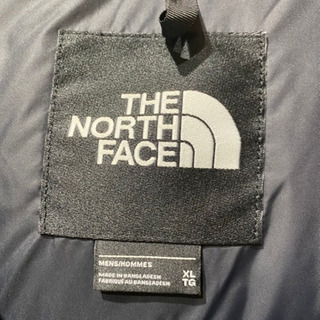 THE
NORTH
FACE
MENS/HOMMES
MADE IN BANGLADESH
FABRIQUÉ AU BANGLADESH
XL
TG